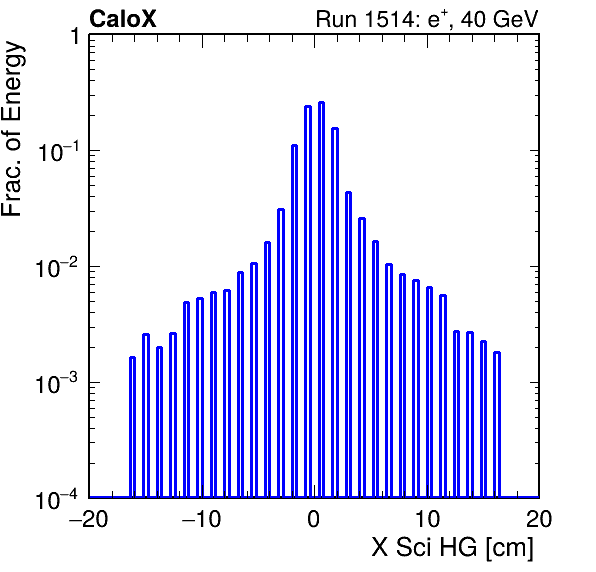 CaloX Run 1514: e⁺, 40 GeV
Frac. of Energy
1
10⁻¹
10⁻²
10⁻³
10⁻⁴
−20 −10 0 10 20
X Sci HG [cm]